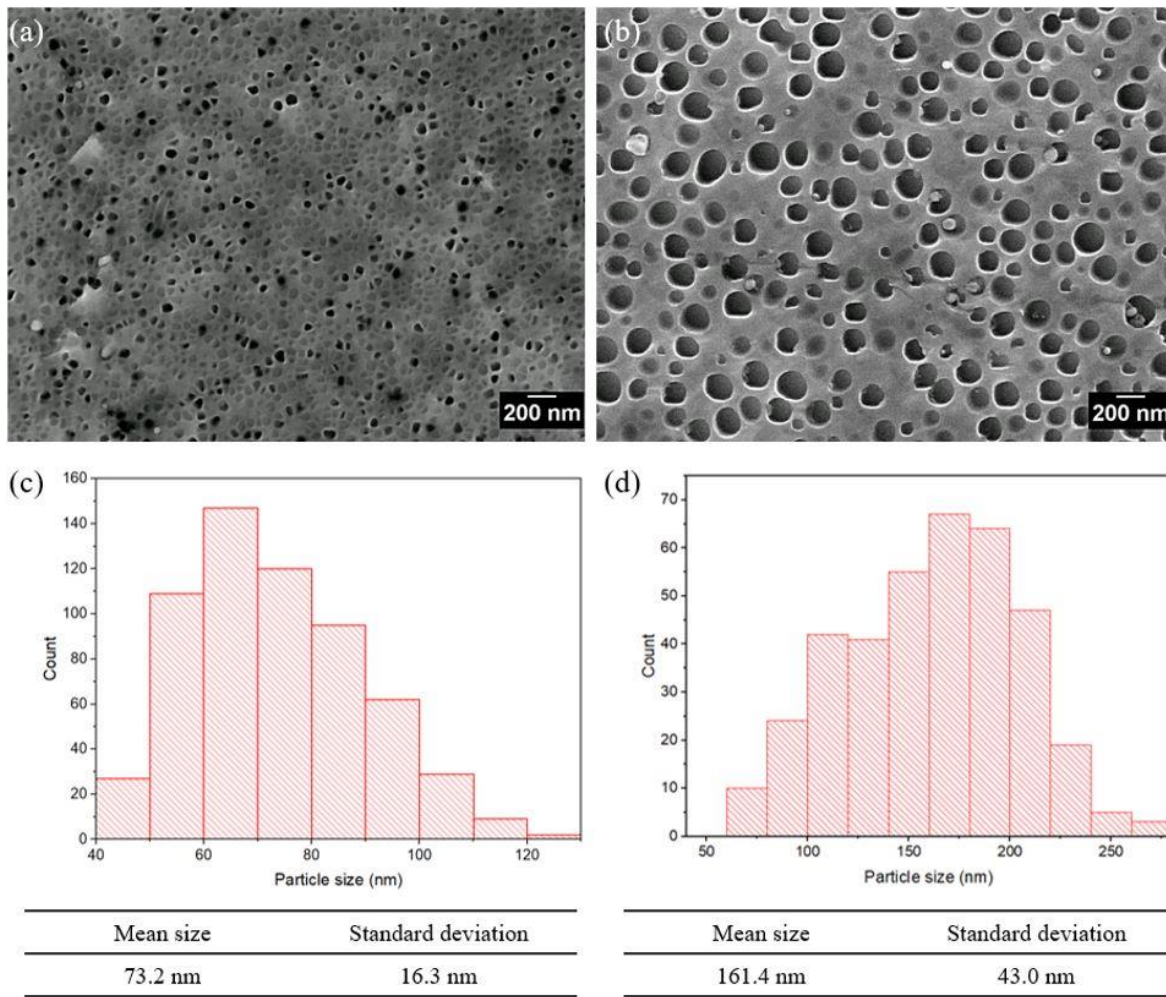 (a)
(b)
200 nm
200 nm
(c)
(d)
160
140
120
100
80
60
40
20
0
Count
40 60 80 100 120
Particle size (nm)
70
60
50
40
30
20
10
0
Count
50 100 150 200 250
Particle size (nm)
Mean size Standard deviation
73.2 nm 16.3 nm
Mean size Standard deviation
161.4 nm 43.0 nm